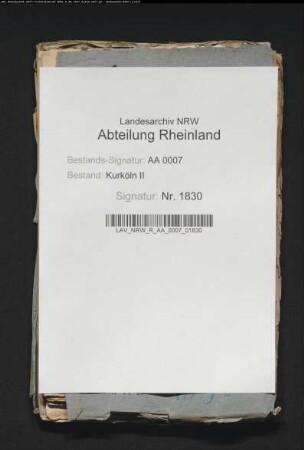 Landesarchiv NRW
Abteilung Rheinland
Bestands-Signatur: AA 0007
Bestand: Kurköln II
Signatur: Nr. 1830
LAV_NRW_R_AA_0007_01830